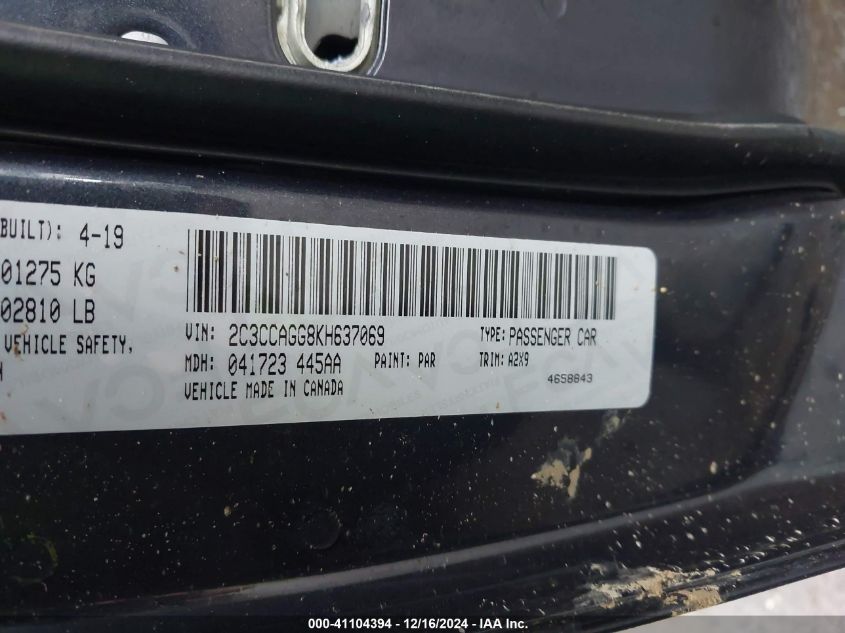 BUILT): 4-19
01275 KG
02810 LB
VEHICLE SAFETY,
VIN: 2C3CCAGG8KH637069 TYPE: PASSENGER CAR
MDH: 041723 445AA PAINT: PAR TRIM: A2X9
VEHICLE MADE IN CANADA 4658843
000-41104394 / 12/16/2024 / IAA Inc.